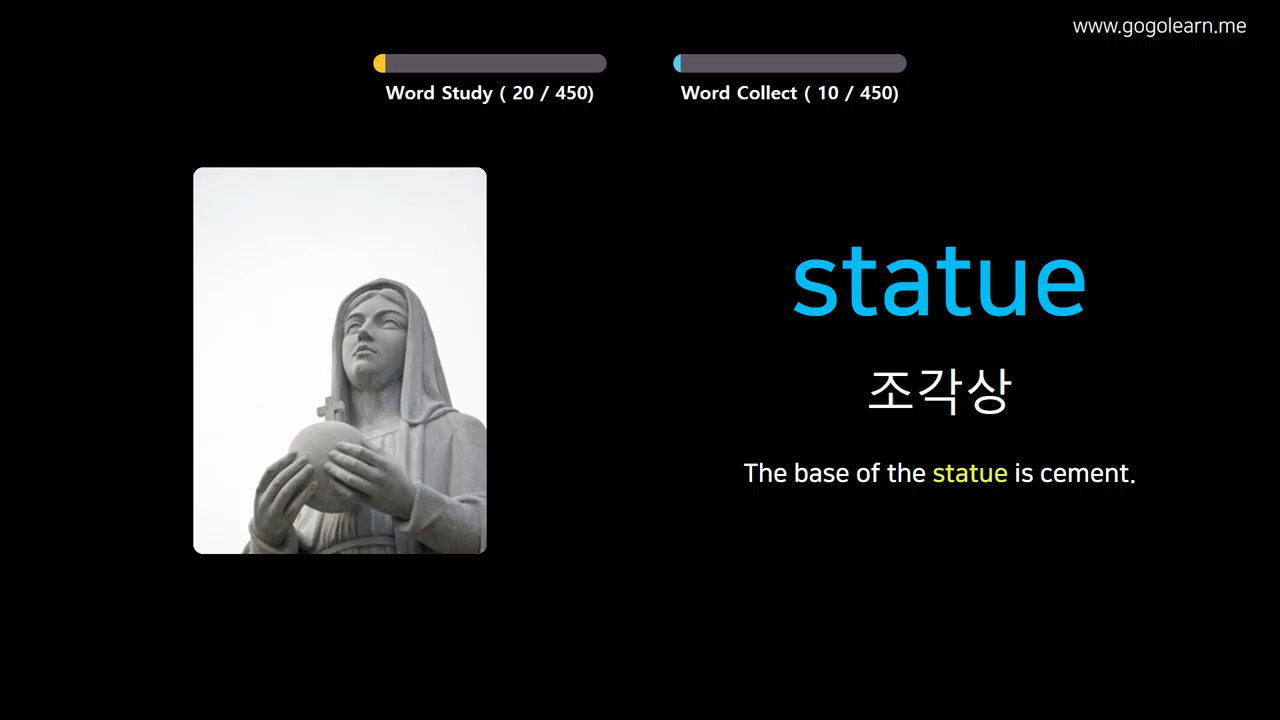 www.gogolearn.me
Word Study ( 20 / 450)
Word Collect ( 10 / 450)
statue
조각상
The base of the statue is cement.